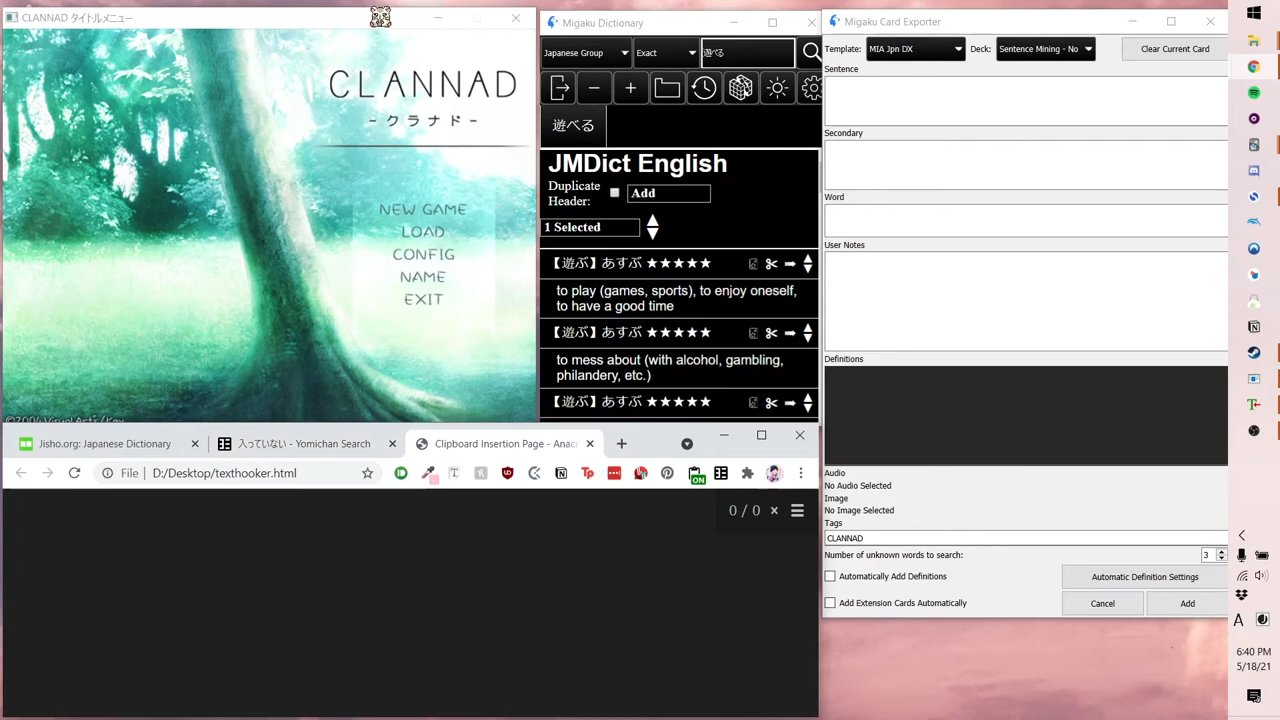 CLANNAD タイトルメニュー
CLANNAD
-クラナド-
NEW GAME
LOAD
CONFIG
NAME
EXIT
©2004 Visual Arts/Key
Migaku Dictionary
Japanese Group
Exact
遊べる
遊べる
JMDict English
Duplicate
Header:
Add
1 Selected
【遊ぶ】あすぶ ★★★★★
to play (games, sports), to enjoy oneself,
to have a good time
【遊ぶ】あすぶ ★★★★★
to mess about (with alcohol, gambling,
philandery, etc.)
【遊ぶ】あすぶ ★★★★★
Migaku Card Exporter
Template: MIA Jpn DX Deck: Sentence Mining - No Clear Current Card
Sentence
Secondary
Word
User Notes
Definitions
Audio
No Audio Selected
Image
No Image Selected
Tags
CLANNAD
Number of unknown words to search: 3
Automatically Add Definitions
Automatic Definition Settings
Add Extension Cards Automatically
Cancel
Add
Jisho.org: Japanese Dictionary
入っていない - Yomichan Search
Clipboard Insertion Page - Anac
File D:/Desktop/texthooker.html
ON
0 / 0 ×
A
6:40 PM
5/18/21